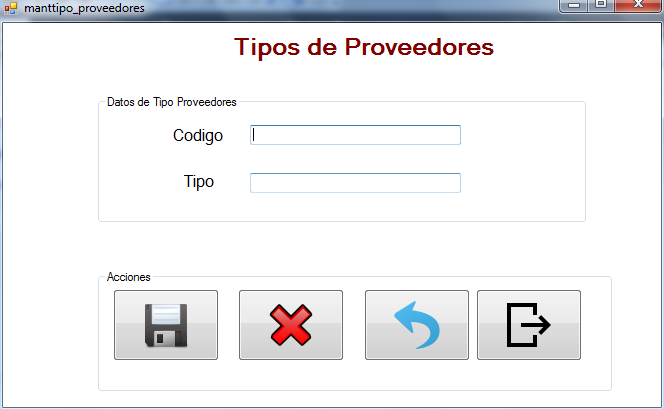 manttipo_proveedores
Tipos de Proveedores
Datos de Tipo Proveedores
Codigo
Tipo
Acciones